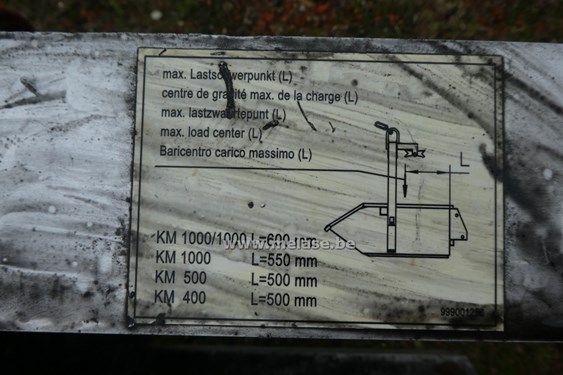 max. Lastschwerpunkt (L)
centre de gravité max. de la charge (L)
max. lastzwaartepunt (L)
max. load center (L)
Baricentro carico massimo (L)
L
KM 1000/1000 L=600 mm
www.melase.be
KM 1000 L=550 mm
KM 500 L=500 mm
KM 400 L=500 mm